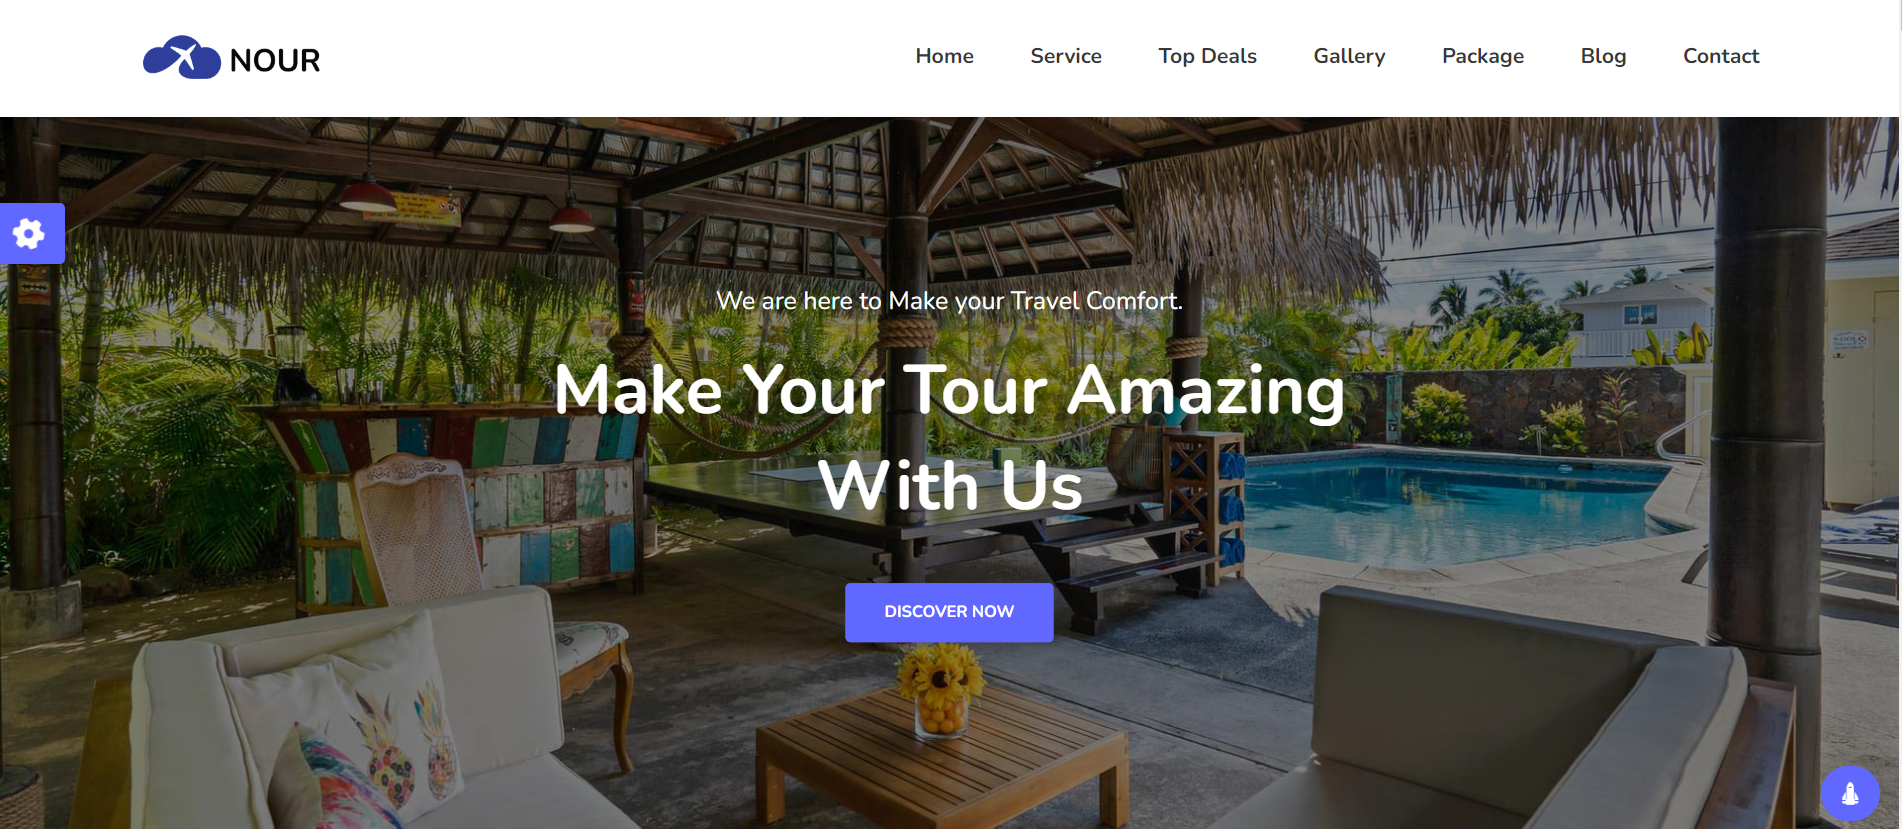 NOUR
Home Service Top Deals Gallery Package Blog Contact
We are here to Make your Travel Comfort.
Make Your Tour Amazing
With Us
DISCOVER NOW